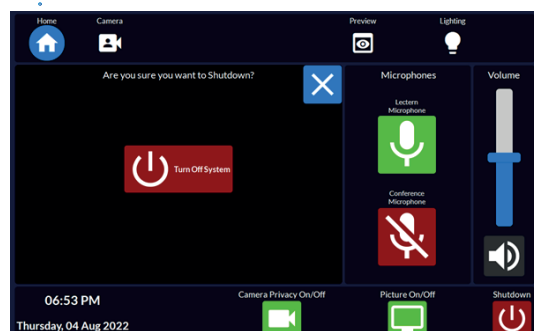 Home
Camera
Preview
Lighting
Are you sure you want to Shutdown?
Microphones
Volume
Lectern
Microphone
Turn Off System
Conference
Microphone
06:53 PM
Camera Privacy On/Off
Picture On/Off
Shutdown
Thursday, 04 Aug 2022